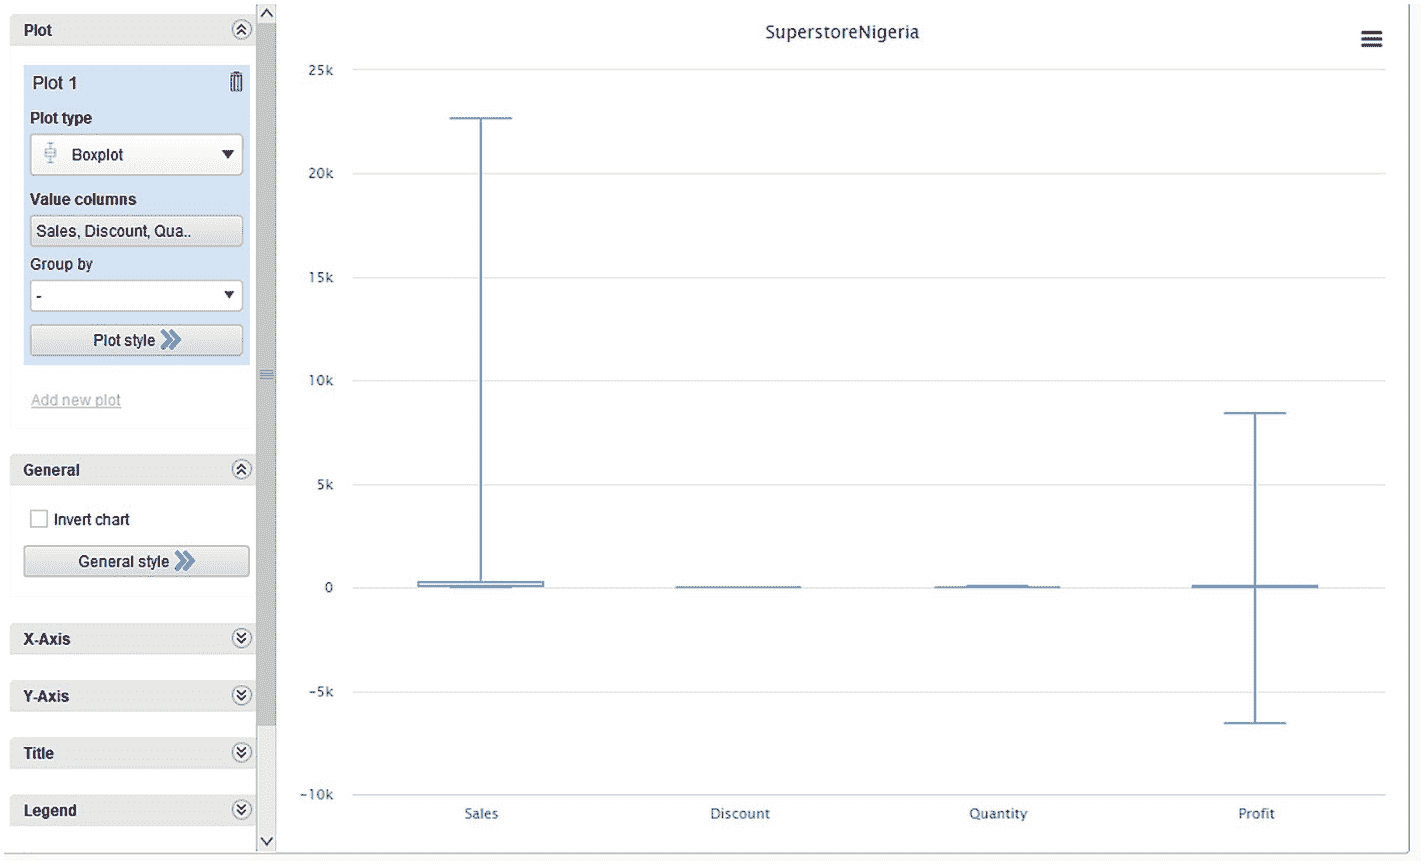 Plot
Plot 1
Plot type
Boxplot
Value columns
Sales, Discount, Qua..
Group by
-
Plot style
Add new plot
General
Invert chart
General style
X-Axis
Y-Axis
Title
Legend
SuperstoreNigeria
25k
20k
15k
10k
5k
0
-5k
-10k
Sales Discount Quantity Profit